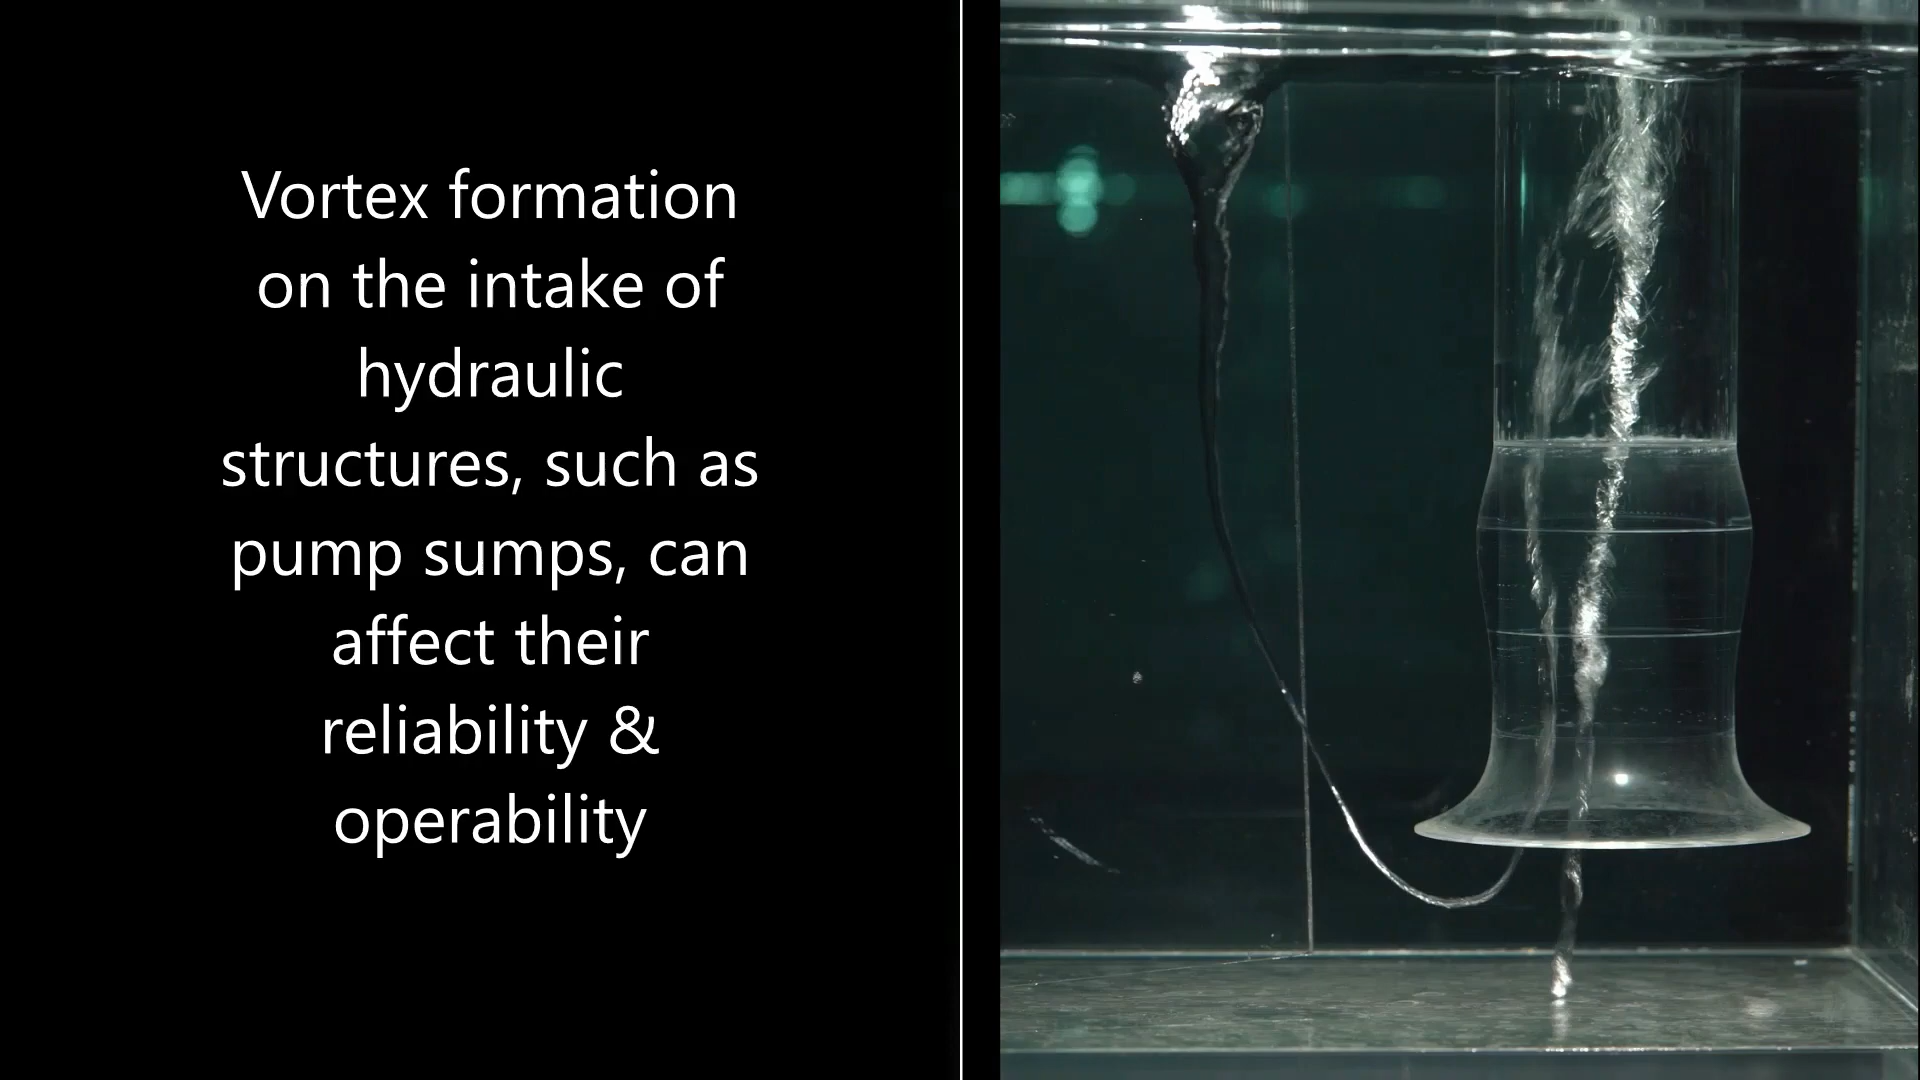 Vortex formation
on the intake of
hydraulic
structures, such as
pump sumps, can
affect their
reliability &
operability